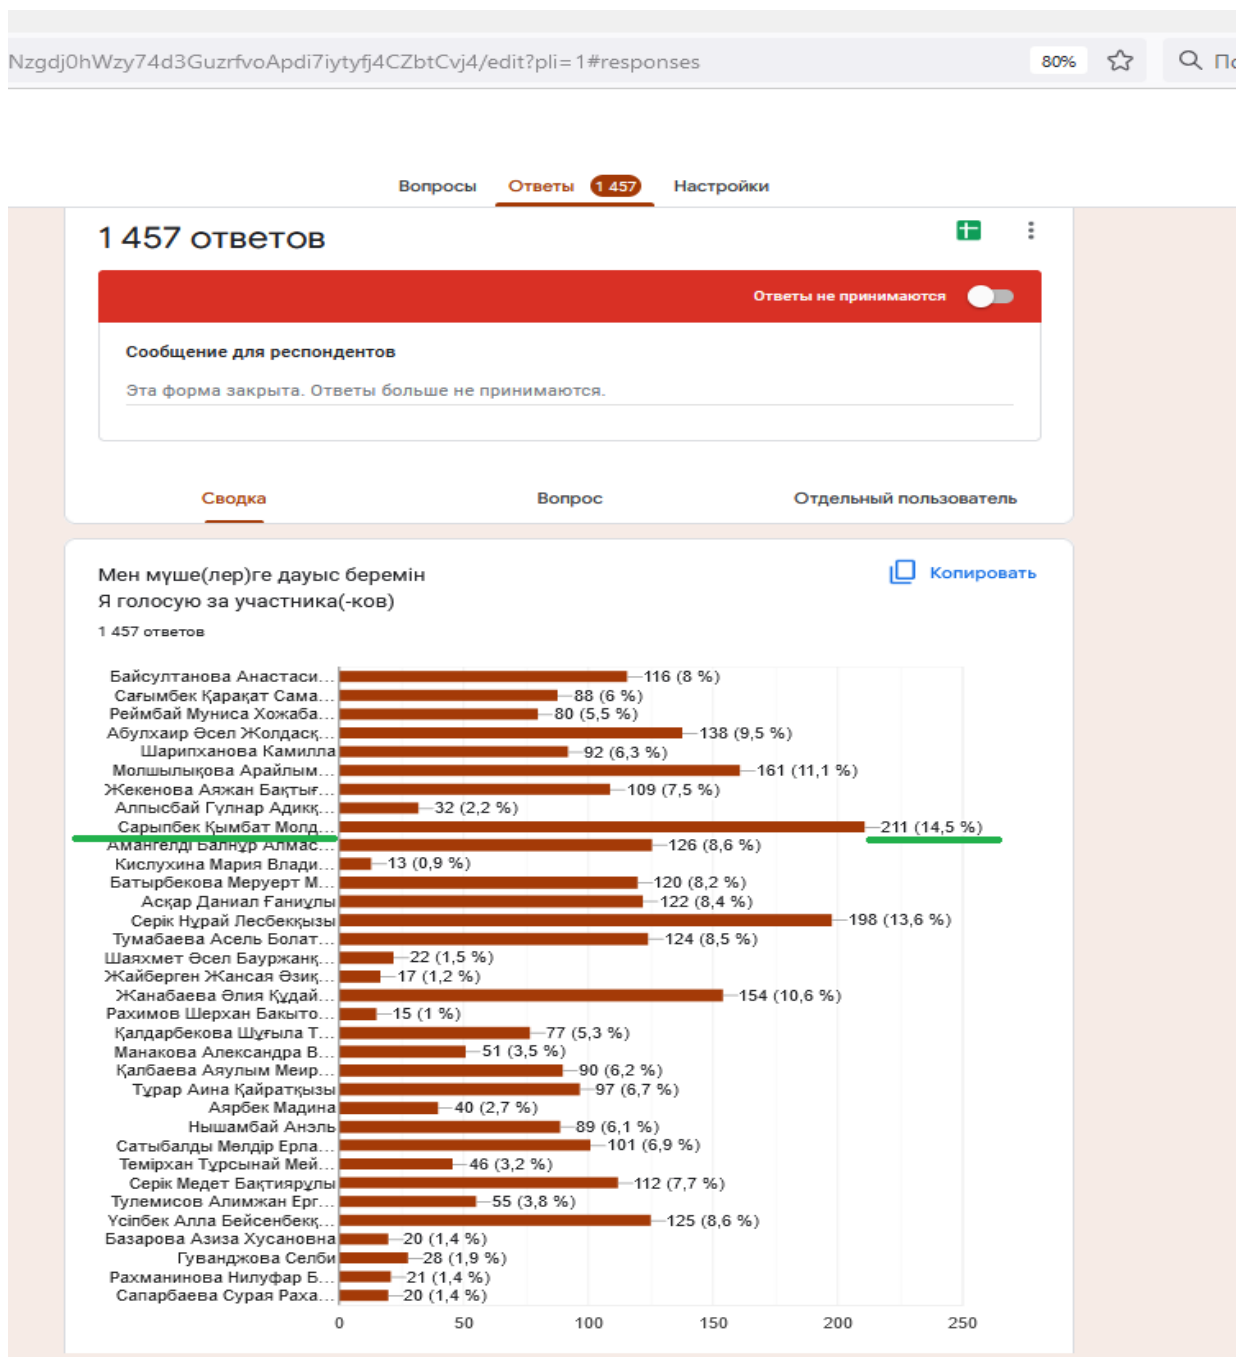 Nzgdj0hWzy74d3GuzrfvoApdi7iytyfj4CZbtCvj4/edit?pli=1#responses 80%
Вопросы Ответы 1 457 Настройки
1 457 ответов
Ответы не принимаются
Сообщение для респондентов
Эта форма закрыта. Ответы больше не принимаются.
Сводка Вопрос Отдельный пользователь
Мен мүше(лер)ге дауыс беремін Копировать
Я голосую за участника(-ков)
1 457 ответов
Байсултанова Анастаси... 116 (8 %)
Сағымбек Қарақат Сама... 88 (6 %)
Реймбай Муниса Хожаба... 80 (5,5 %)
Абулхаир Әсел Жолдасқ... 138 (9,5 %)
Шарипханова Камилла 92 (6,3 %)
Молшылықова Арайлым... 161 (11,1 %)
Жекенова Аяжан Бақтығ... 109 (7,5 %)
Алпысбай Гүлнар Адикқ... 32 (2,2 %)
Сарыпбек Қымбат Молд... 211 (14,5 %)
Амангелді Балнұр Алмас... 126 (8,6 %)
Кислухина Мария Влади... 13 (0,9 %)
Батырбекова Меруерт М... 120 (8,2 %)
Асқар Даниал Ғаниұлы 122 (8,4 %)
Серік Нұрай Лесбекқызы 198 (13,6 %)
Тумабаева Асель Болат... 124 (8,5 %)
Шаяхмет Әсел Бауржанқ... 22 (1,5 %)
Жайберген Жансая Әзиқ... 17 (1,2 %)
Жанабаева Әлия Құдай... 154 (10,6 %)
Рахимов Шерхан Бакыто... 15 (1 %)
Қалдарбекова Шұғыла Т... 77 (5,3 %)
Манакова Александра В... 51 (3,5 %)
Қалбаева Аяулым Меир... 90 (6,2 %)
Тұрар Аина Қайратқызы 97 (6,7 %)
Аярбек Мадина 40 (2,7 %)
Нышамбай Анэль 89 (6,1 %)
Сатыбалды Мөлдір Ерла... 101 (6,9 %)
Темірхан Тұрсынай Мей... 46 (3,2 %)
Серік Медет Бақтиярұлы 112 (7,7 %)
Тулемисов Алимжан Ерг... 55 (3,8 %)
Үсіпбек Алла Бейсенбекқ... 125 (8,6 %)
Базарова Азиза Хусановна 20 (1,4 %)
Гуванджова Селби 28 (1,9 %)
Рахманинова Нилуфар Б... 21 (1,4 %)
Сапарбаева Сурая Раха... 20 (1,4 %)
0 50 100 150 200 250